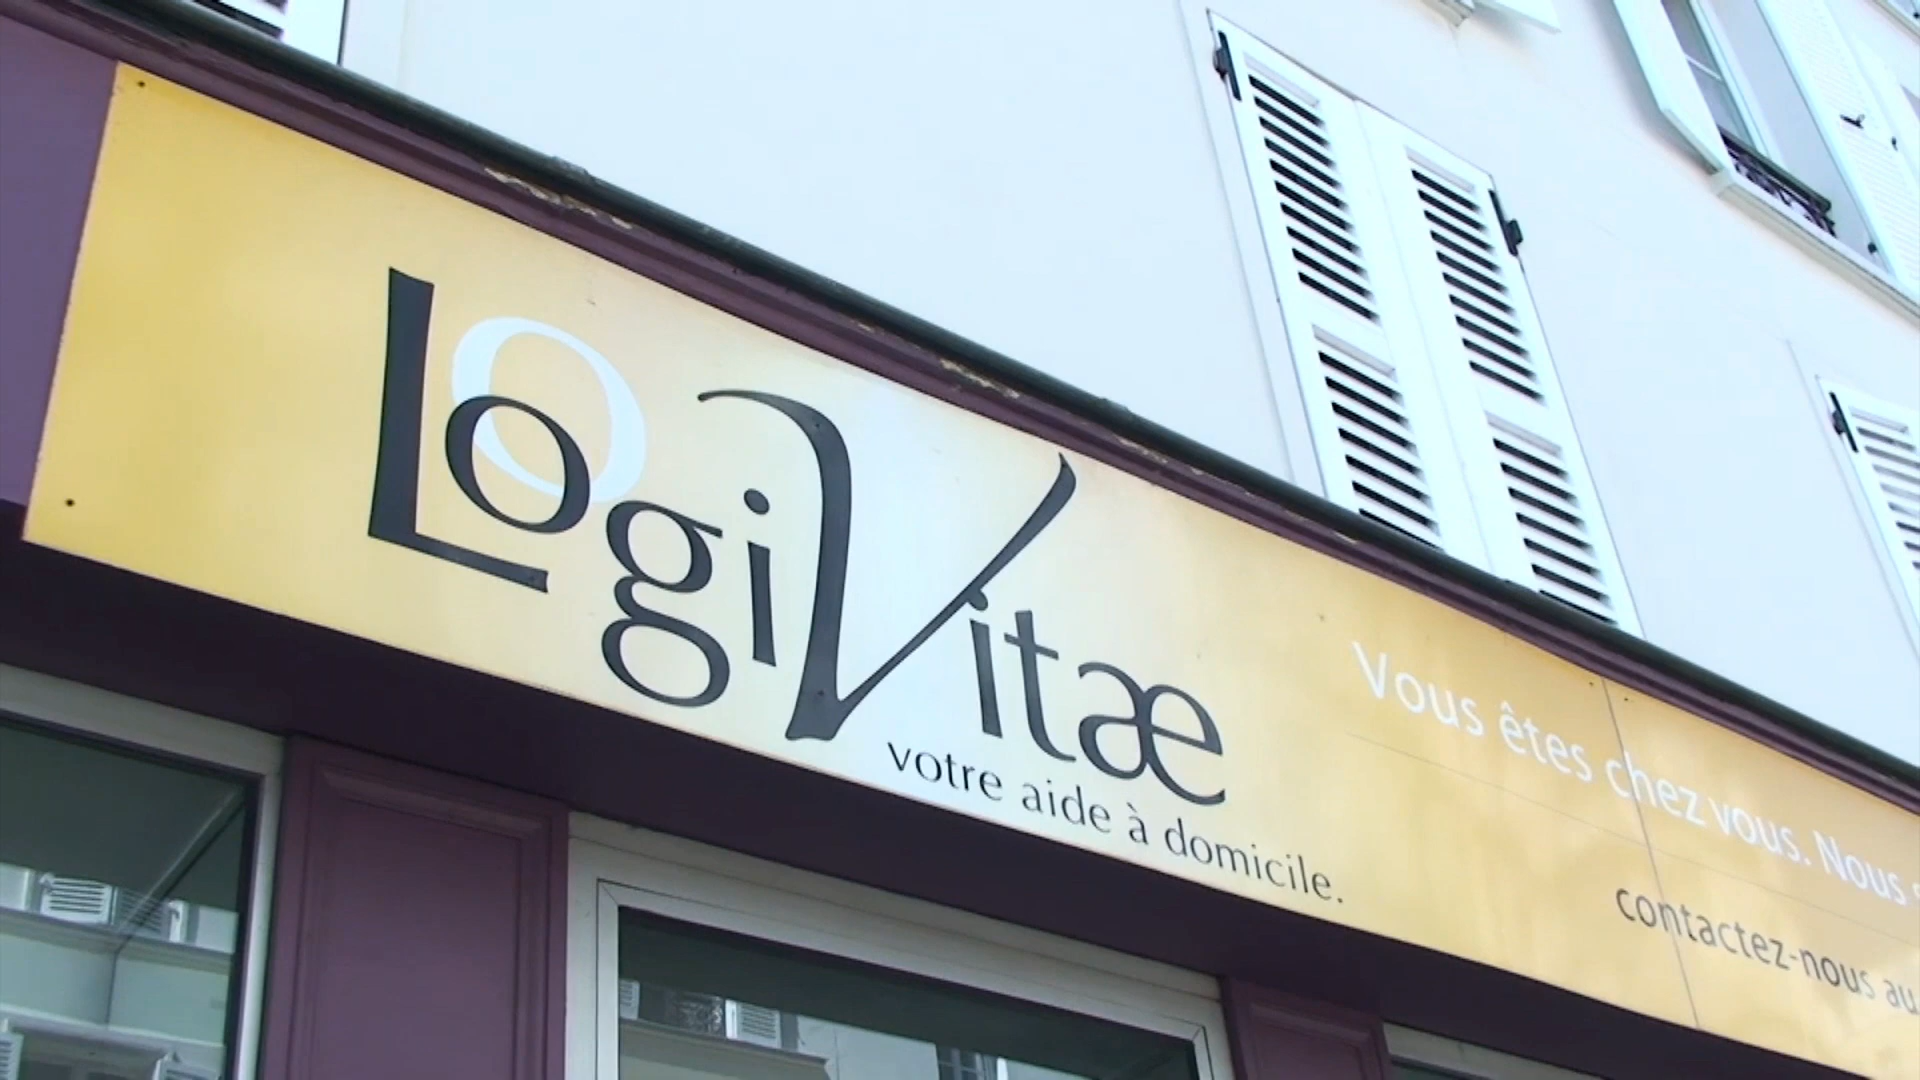 LogiVitæ
votre aide à domicile.
Vous êtes chez vous. Nous
contactez-nous au